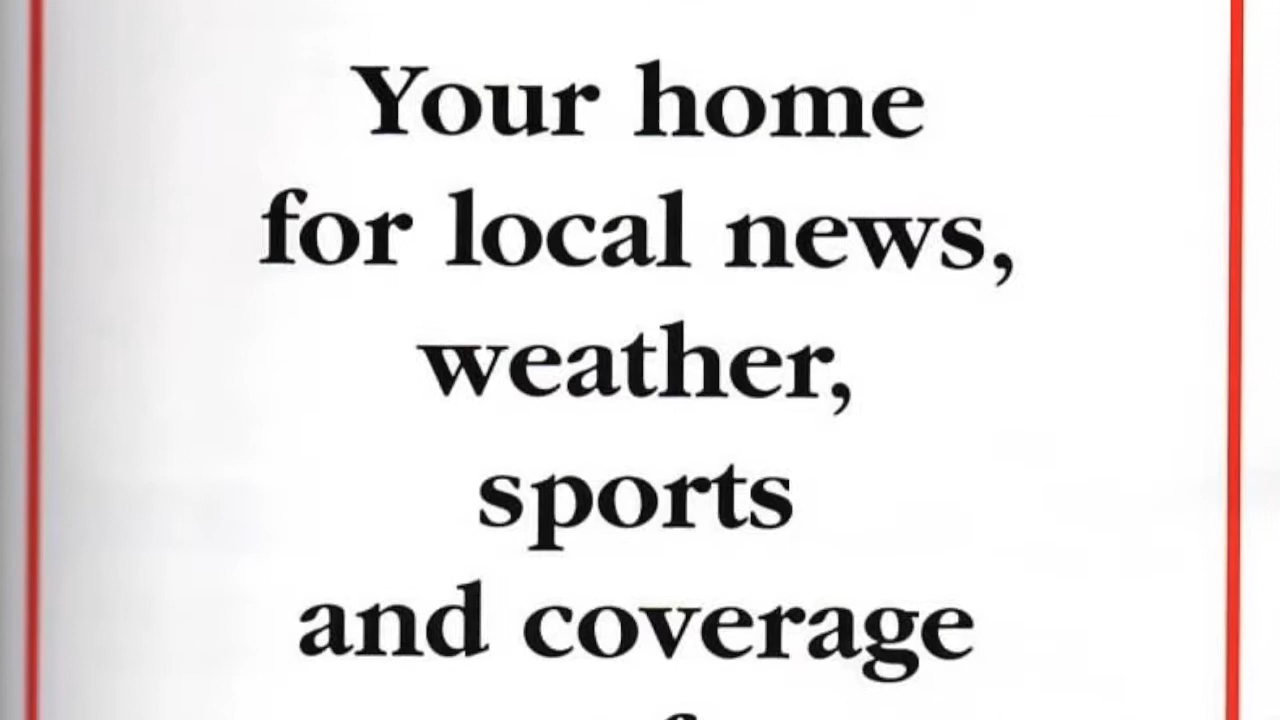 Your home
for local news,
weather,
sports
and coverage